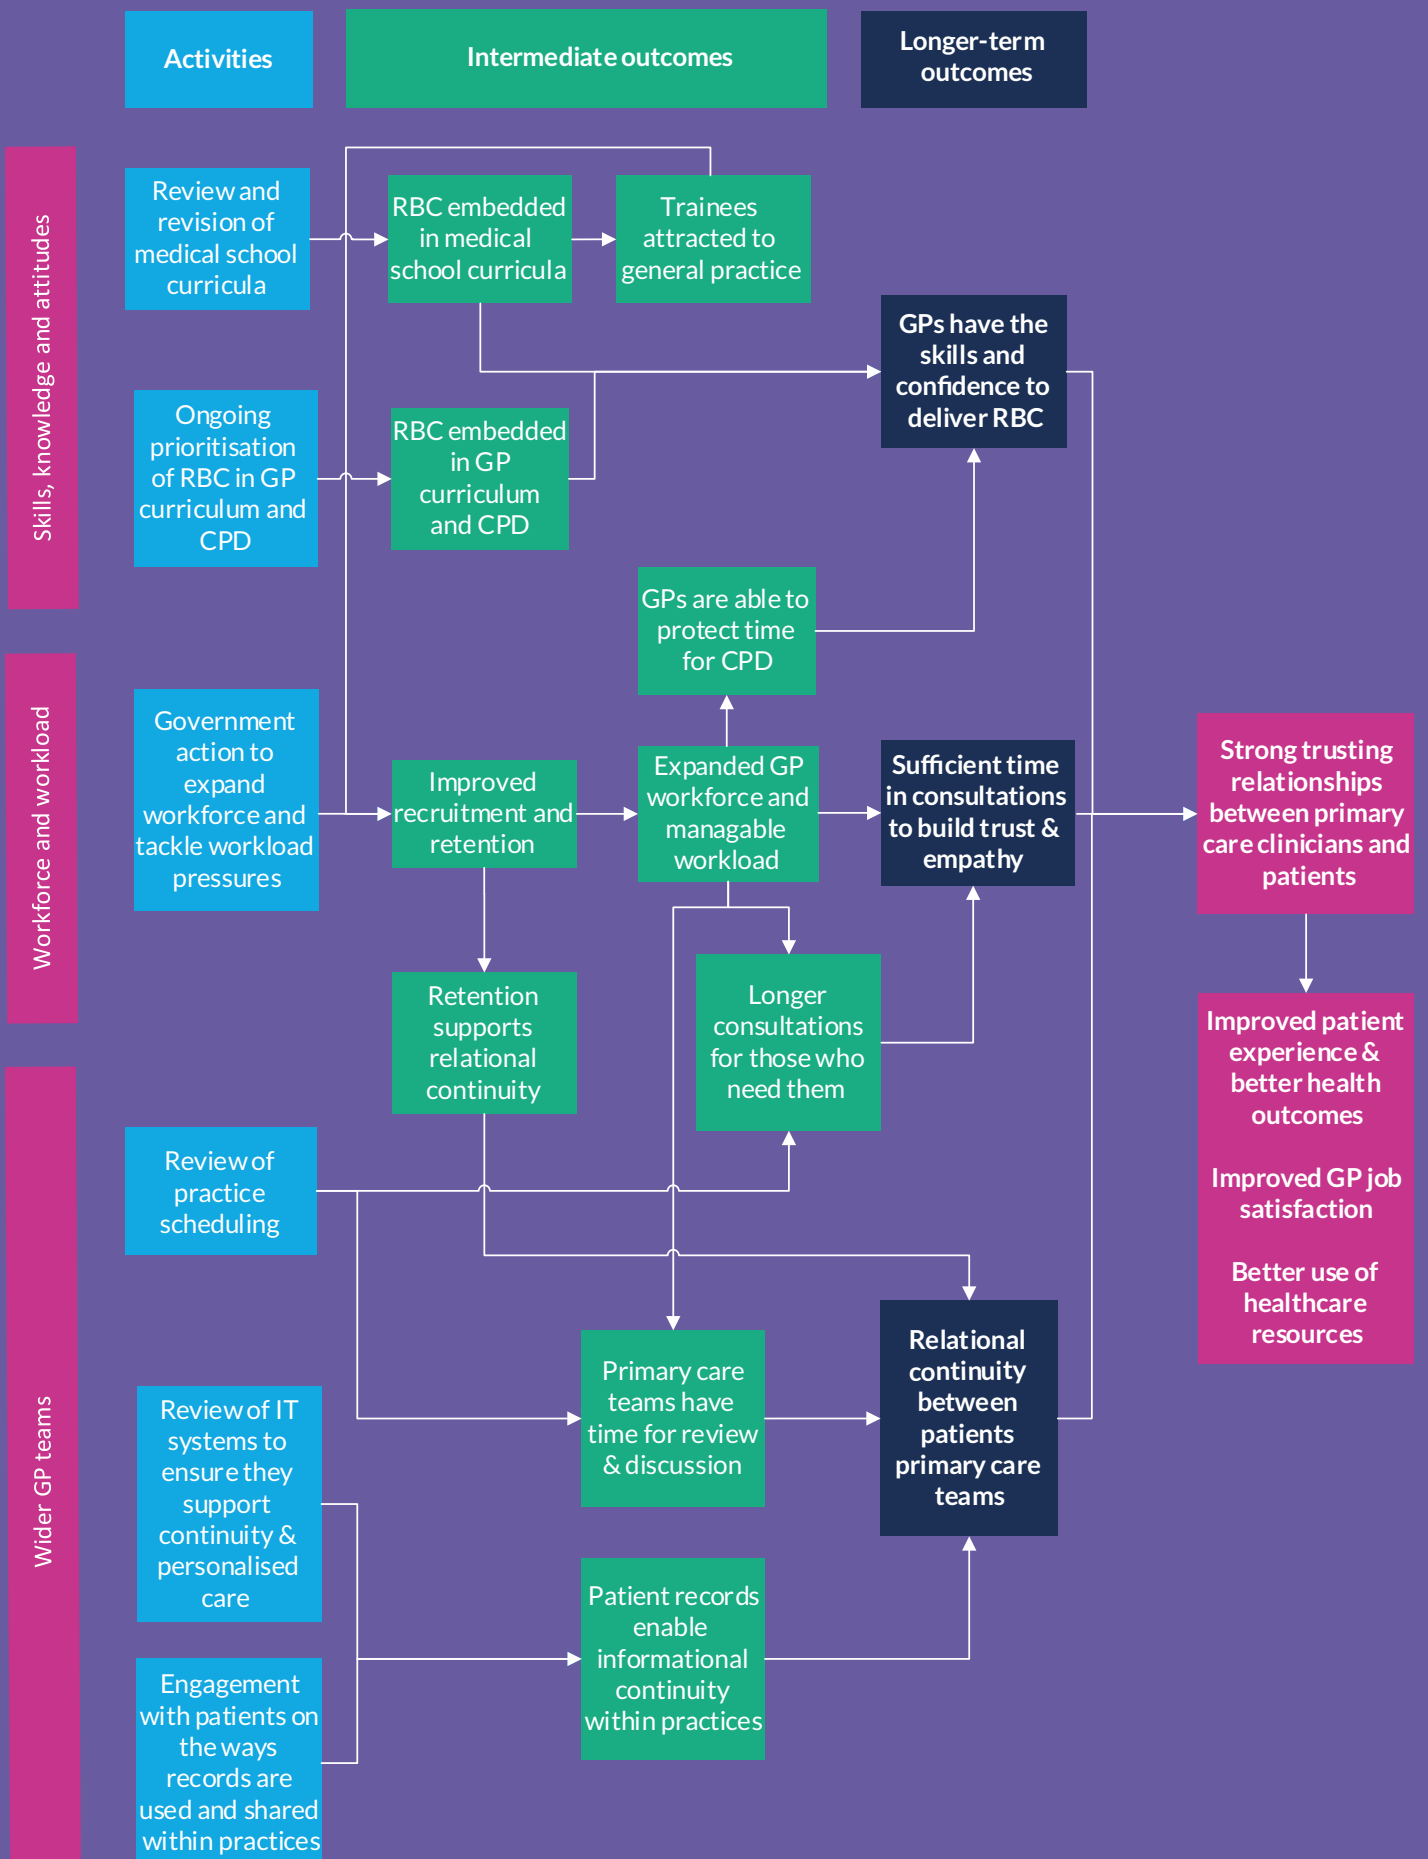 Activities
Intermediate outcomes
Longer-term
outcomes
Skills, knowledge and attitudes
Review and
revision of
medical school
curricula
RBC embedded
in medical
school curricula
Trainees
attracted to
general practice
GPs have the
skills and
confidence to
deliver RBC
Ongoing
prioritisation
of RBC in GP
curriculum and
CPD
RBC embedded
in GP
curriculum
and CPD
GPs are able to
protect time
for CPD
Workforce and workload
Government
action to
expand
workforce and
tackle workload
pressures
Improved
recruitment and
retention
Expanded GP
workforce and
managable
workload
Sufficient time
in consultations
to build trust &
empathy
Strong trusting
relationships
between primary
care clinicians and
patients
Retention
supports
relational
continuity
Longer
consultations
for those who
need them
Improved patient
experience &
better health
outcomes
Improved GP job
satisfaction
Better use of
healthcare
resources
Wider GP teams
Review of
practice
scheduling
Primary care
teams have
time for review
& discussion
Relational
continuity
between
patients
primary care
teams
Review of IT
systems to
ensure they
support
continuity &
personalised
care
Patient records
enable
informational
continuity
within practices
Engagement
with patients on
the ways
records are
used and shared
within practices